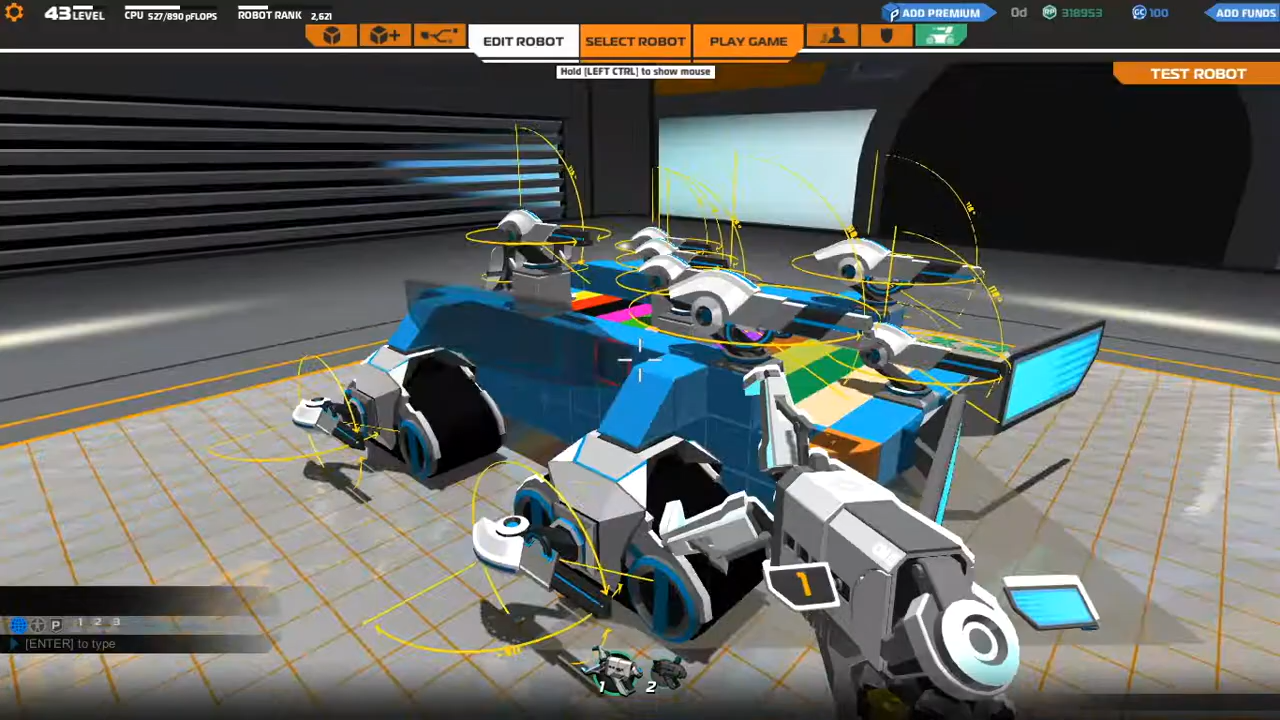 43 LEVEL
CPU 527/890 pFLOPS
ROBOT RANK 2,621
ADD PREMIUM
0d
RP 318953
GC 100
ADD FUNDS
EDIT ROBOT
SELECT ROBOT
PLAY GAME
Hold [LEFT CTRL] to show mouse
TEST ROBOT
1
P 1 2 3
[ENTER] to type
1 2